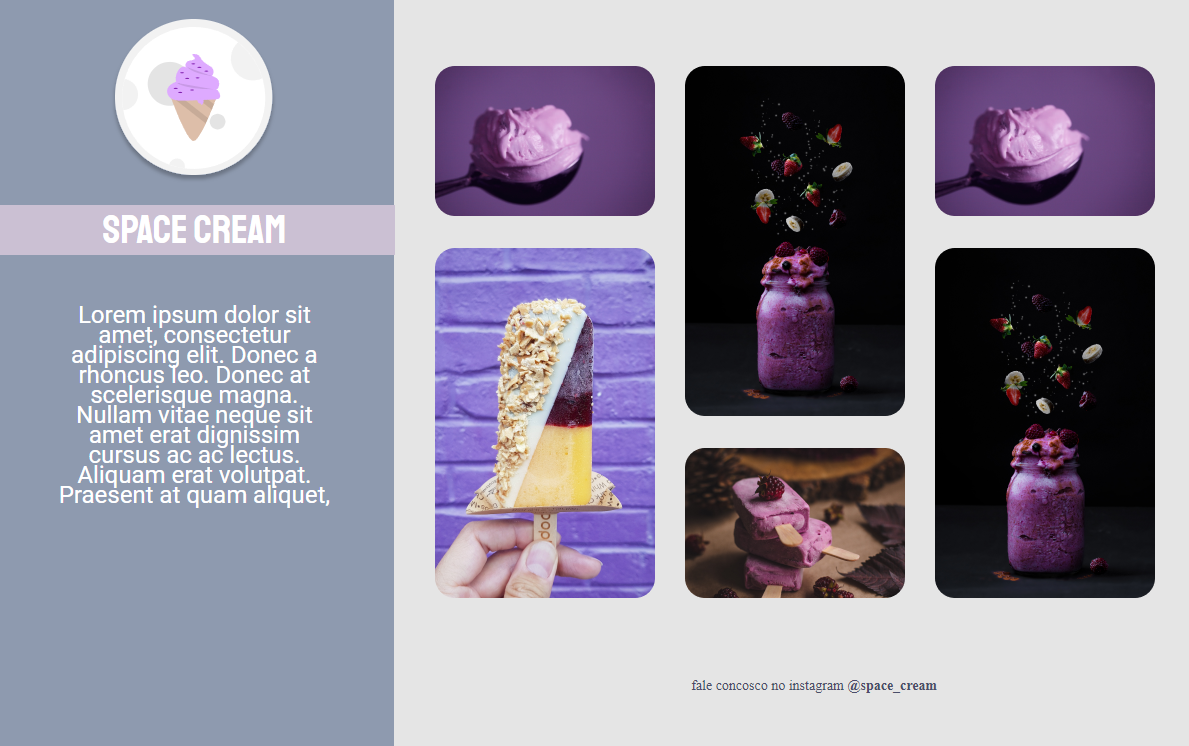 SPACE CREAM
Lorem ipsum dolor sit
amet, consectetur
adipiscing elit. Donec a
rhoncus leo. Donec at
scelerisque magna.
Nullam vitae neque sit
amet erat dignissim
cursus ac ac lectus.
Aliquam erat volutpat.
Praesent at quam aliquet,
fale concosco no instagram @space_cream